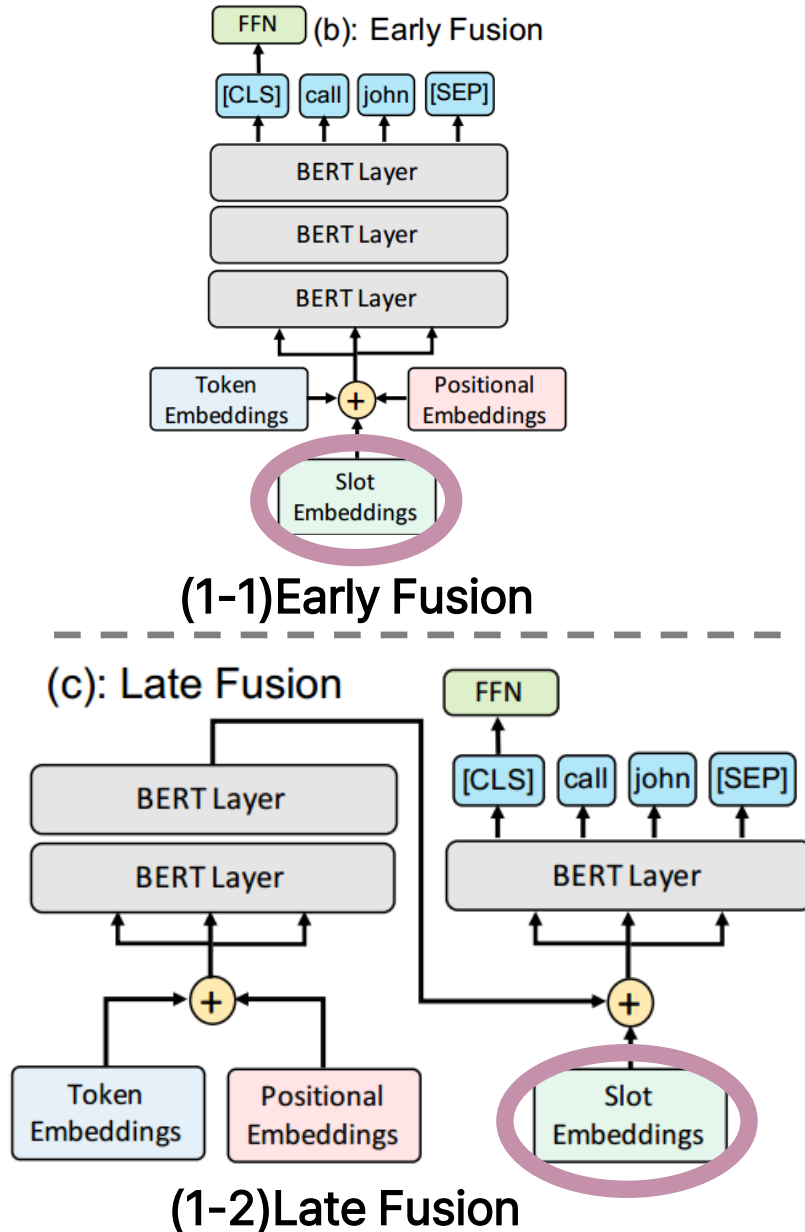 FFN
(b): Early Fusion
[CLS] call john [SEP]
BERT Layer
BERT Layer
BERT Layer
Token
Embeddings
+
Positional
Embeddings
Slot
Embeddings
(1-1)Early Fusion
(c): Late Fusion
FFN
[CLS] call john [SEP]
BERT Layer
BERT Layer
BERT Layer
+
+
Token
Embeddings
Positional
Embeddings
Slot
Embeddings
(1-2)Late Fusion